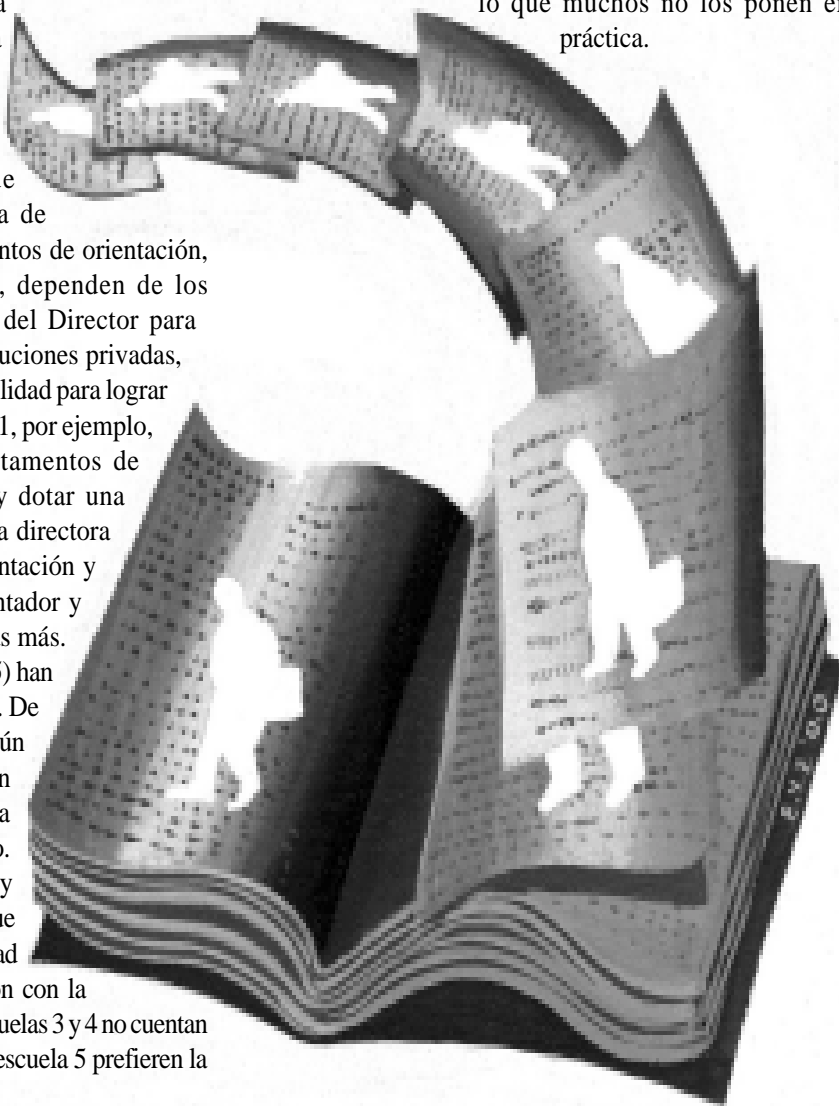 lo que muchos no los ponen en
práctica.
a
de
a de
ntos de orientación,
, dependen de los
del Director para
uciones privadas,
lidad para lograr
1, por ejemplo,
tamentos de
y dotar una
a directora
ntación y
ntador y
s más.
) han
. De
ún
n
a
o.
y
ue
ad
ón con la
uelas 3 y 4 no cuentan
escuela 5 prefieren la